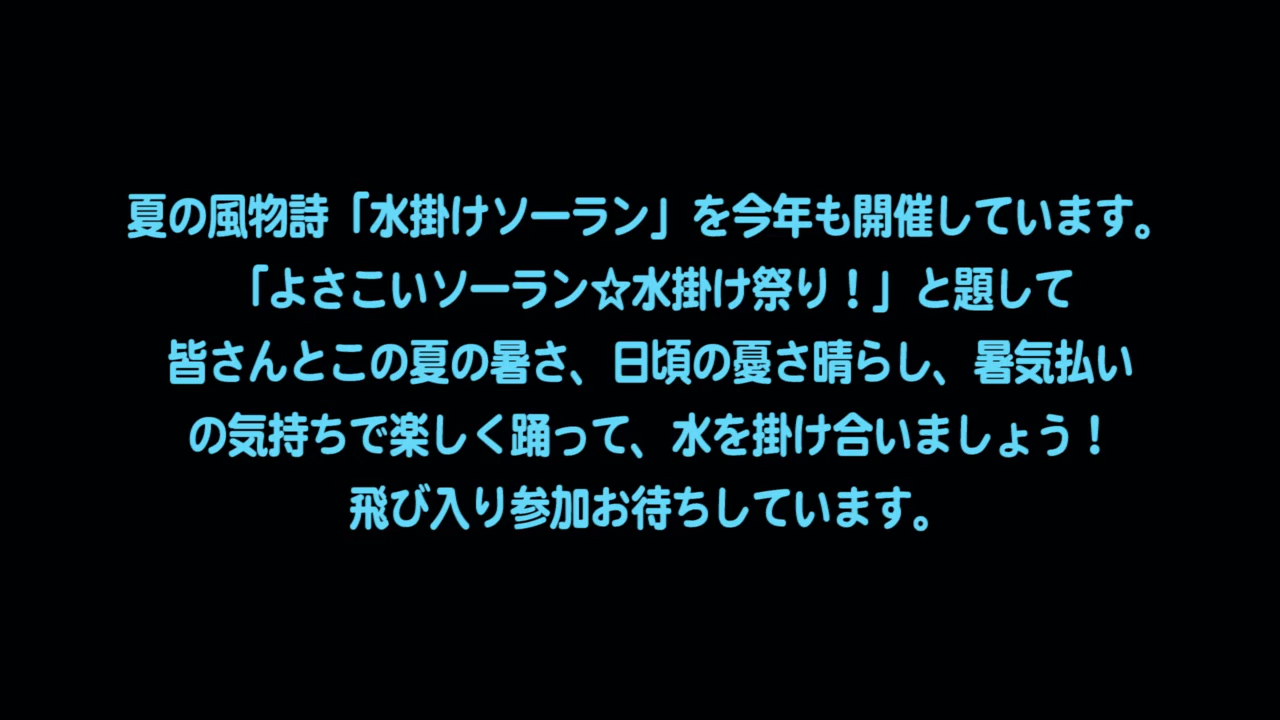 夏の風物詩「水掛けソーラン」を今年も開催しています。
「よさこいソーラン☆水掛け祭り！」と題して
皆さんとこの夏の暑さ、日頃の憂さ晴らし、暑気払い
の気持ちで楽しく踊って、水を掛け合いましょう！
飛び入り参加お待ちしています。